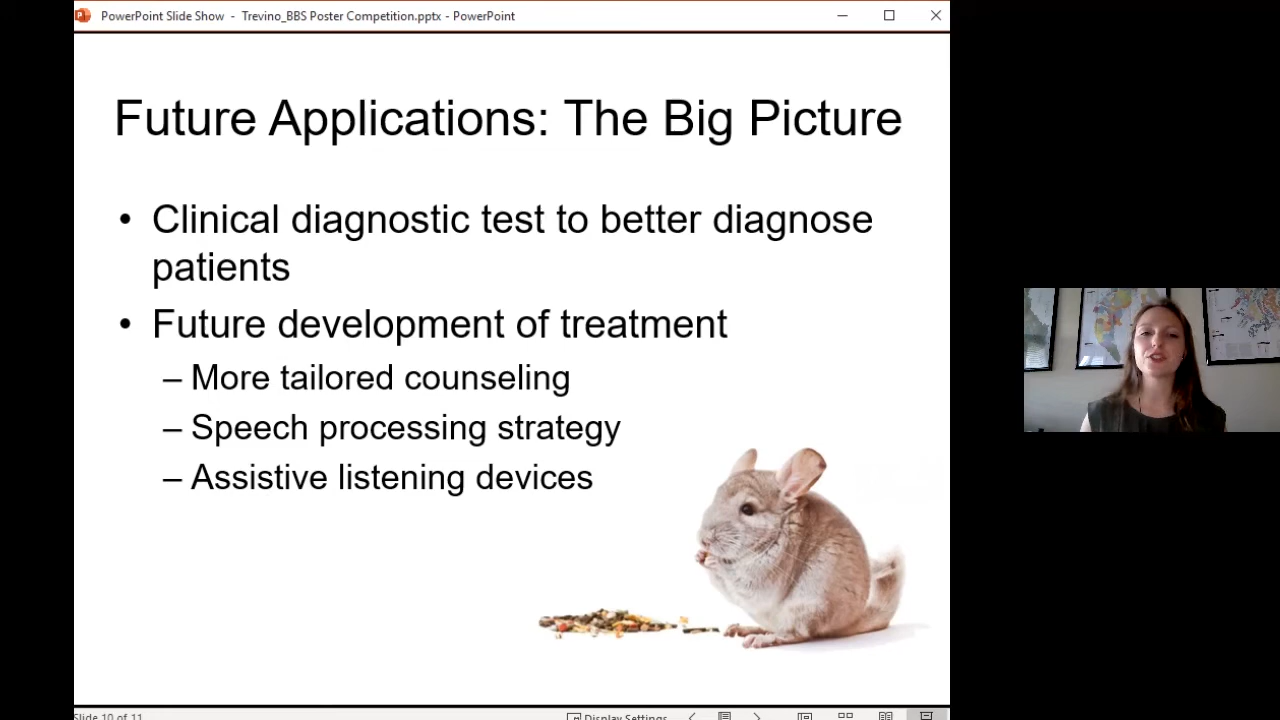 PowerPoint Slide Show - Trevino_BBS Poster Competition.pptx - PowerPoint
Future Applications: The Big Picture
• Clinical diagnostic test to better diagnose
patients
• Future development of treatment
– More tailored counseling
– Speech processing strategy
– Assistive listening devices
Slide 10 of 11
Display Settings